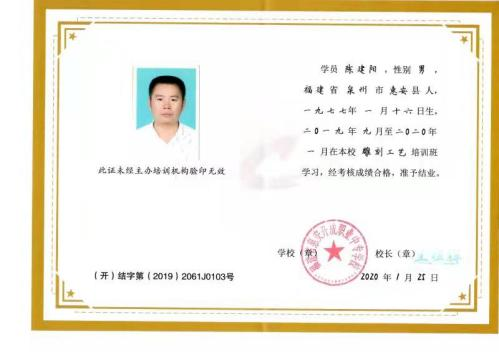 学员 陈建阳 ，性别 男 ，
福建省 泉州 市 惠安县人，
一九七七年 一月十六日生，
二〇一九年 九月至二〇二〇年
一月在本校 雕刻工艺 培训班
学习，经考核成绩合格，准予结业。
此证未经主办培训机构验印无效
学校（章）
校长（章）
2020 年 1 月 25 日
（开）结字第（2019）2061J0103号